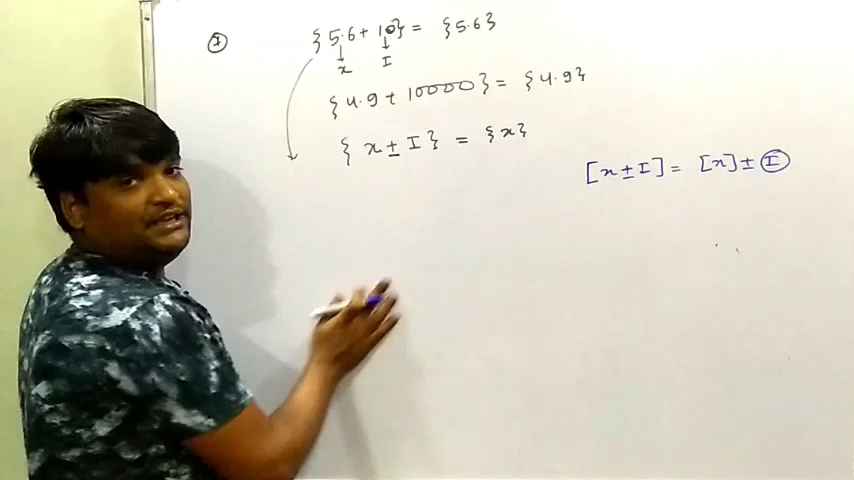 ① {5.6 + 10} = {5.6}
x I
{4.9 + 10000} = {4.9}
{x ± I} = {x}
[x ± I] = [x] ± I